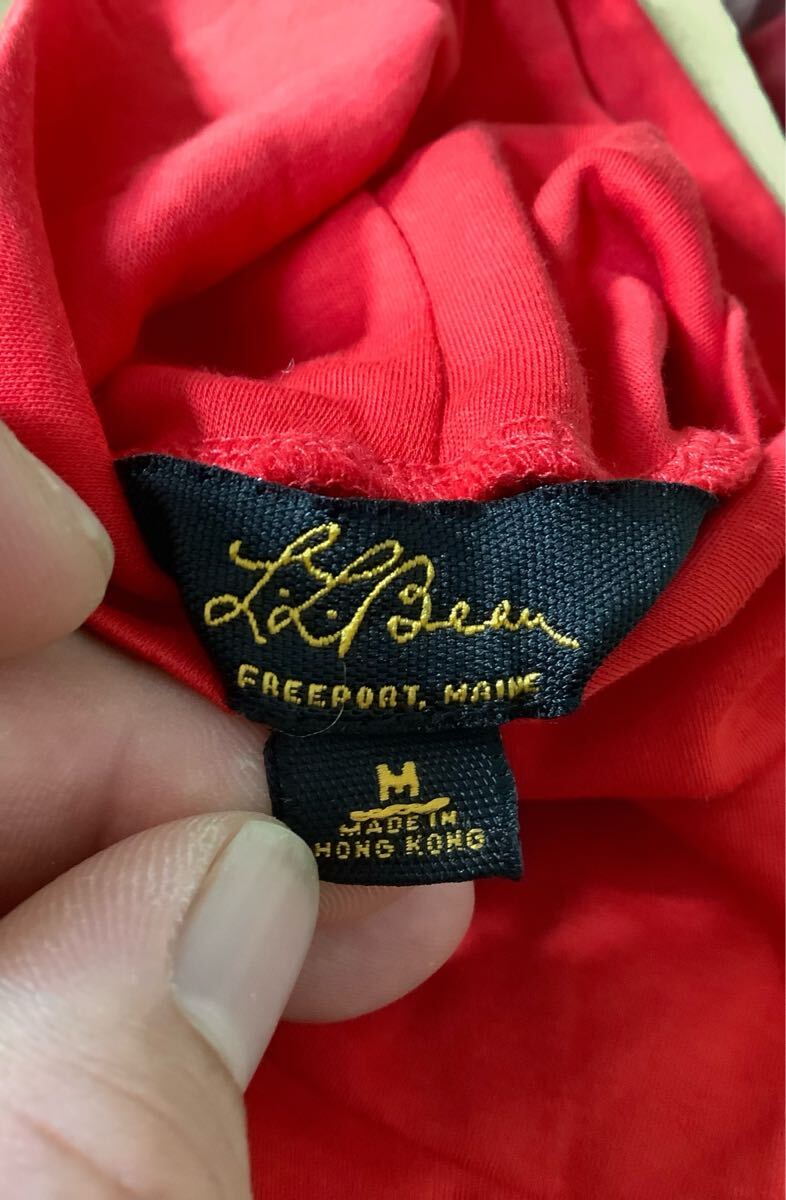 L.L.Bean
FREEPORT, MAINE
M
MADE IN
HONG KONG